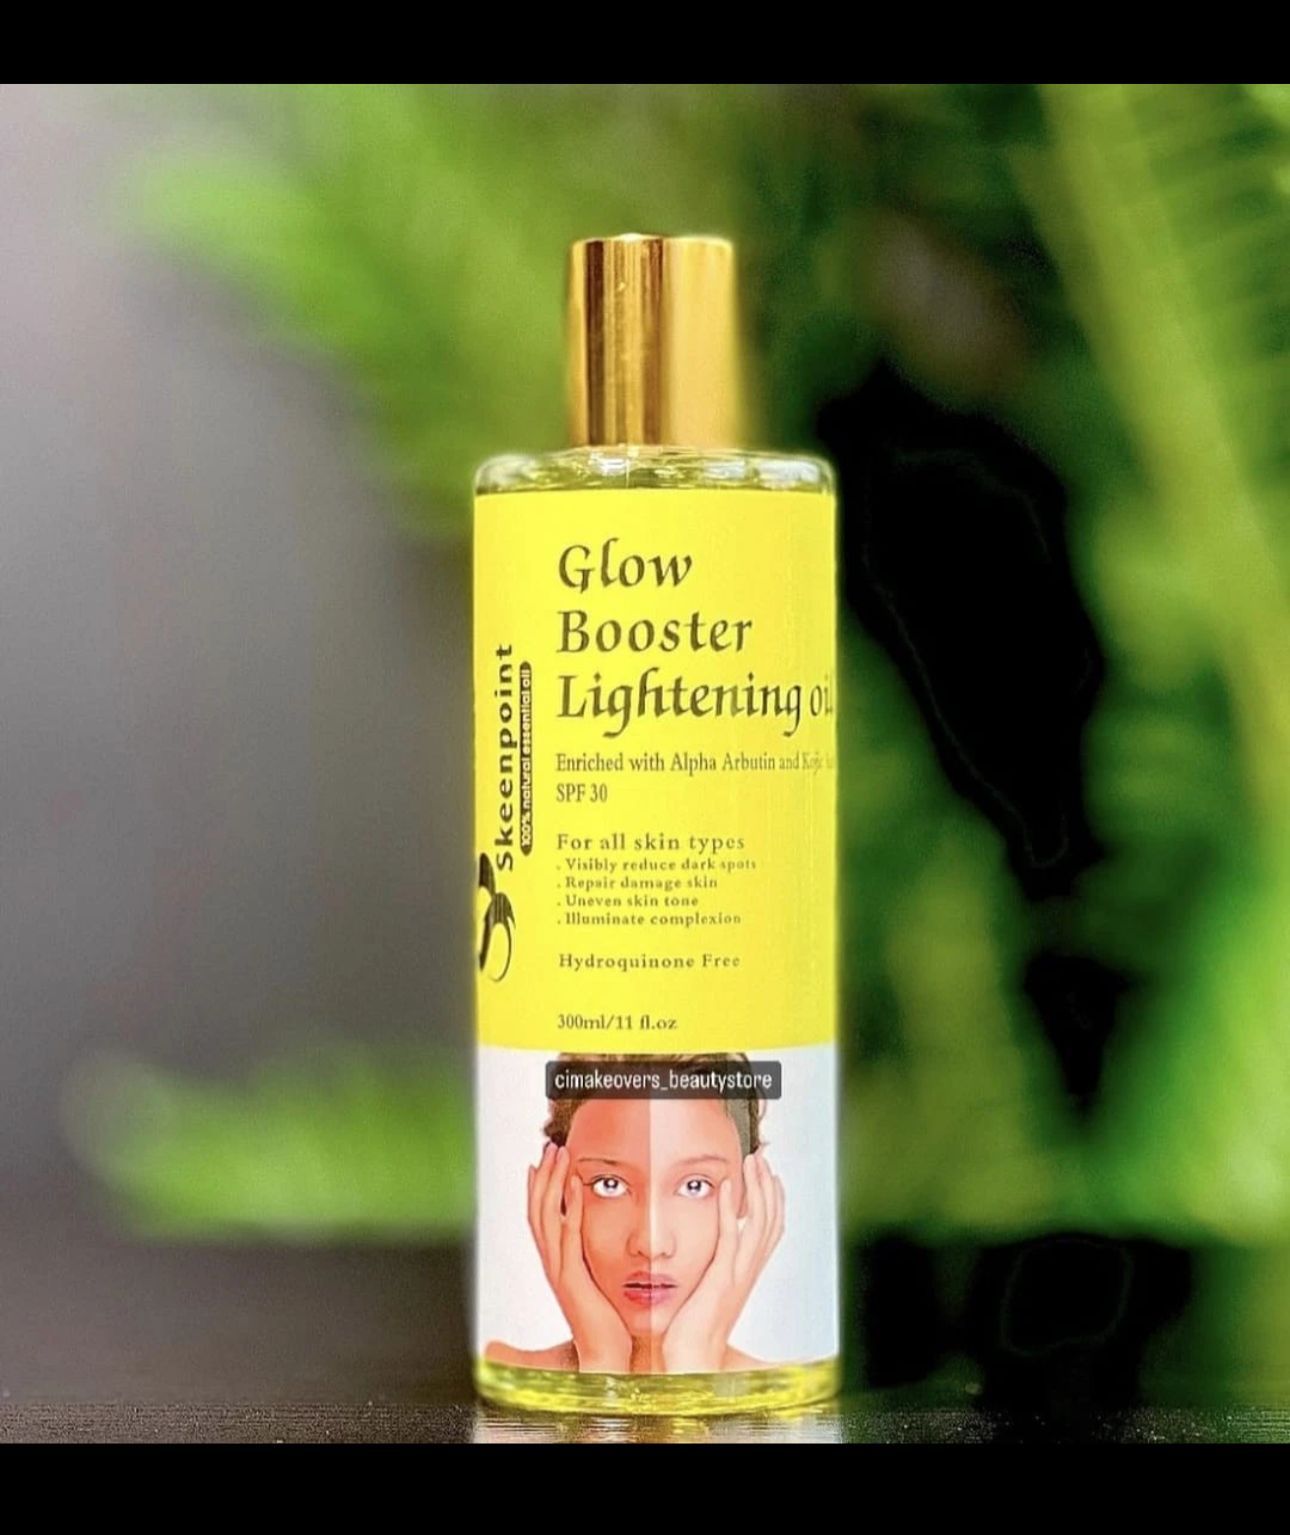 Glow
Booster
Lightening oil
Enriched with Alpha Arbutin and Kojic
SPF 30
For all skin types
. Visibly reduce dark spots
. Repair damage skin
. Uneven skin tone
. Illuminate complexion
Hydroquinone Free
300ml/11 fl.oz
Skeenpoint
100% natural essential oil
cimakeovers_beautystore